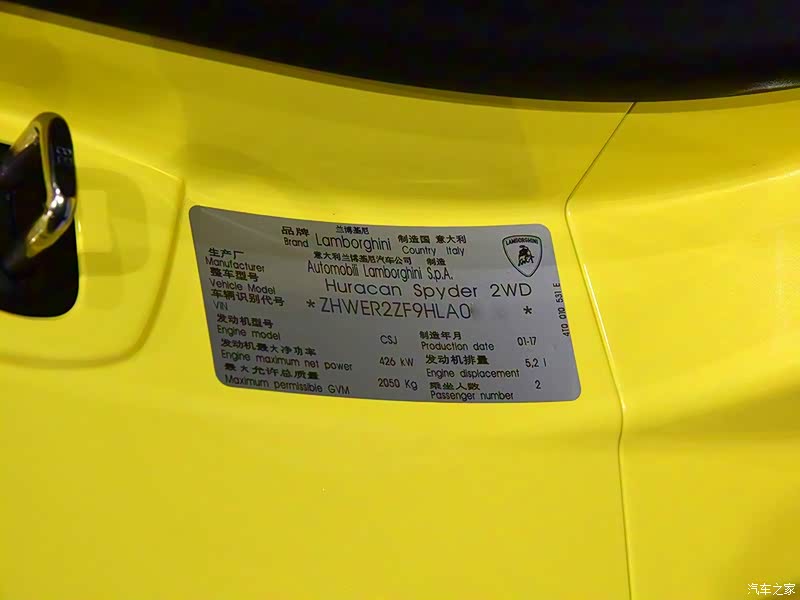 品牌 兰博基尼 制造国 意大利
Brand Lamborghini Country Italy
生产厂 意大利兰博基尼汽车公司 制造
Manufacturer Automobili Lamborghini S.p.A.
整车型号
Vehicle Model Huracan Spyder 2WD
车辆识别代号
VIN *ZHWER2ZF9HLA0 *
发动机型号 制造年月
Engine model CSJ Production date 01-17
发动机最大净功率 发动机排量
Engine maximum net power 426 kW Engine displacement 5,2 l
最大允许总质量 乘坐人数
Maximum permissible GVM 2050 Kg Passenger number 2
LAMBORGHINI
4T0 010 531 E
汽车之家